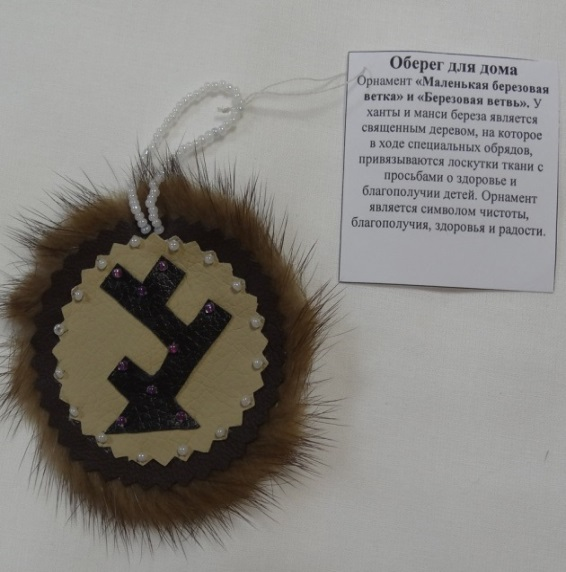 Оберег для дома
Орнамент «Маленькая березовая
ветка» и «Березовая ветвь». У
ханты и манси береза является
священным деревом, на которое
в ходе специальных обрядов,
привязываются лоскутки ткани с
просьбами о здоровье и
благополучии детей. Орнамент
является символом чистоты,
благополучия, здоровья и радости.